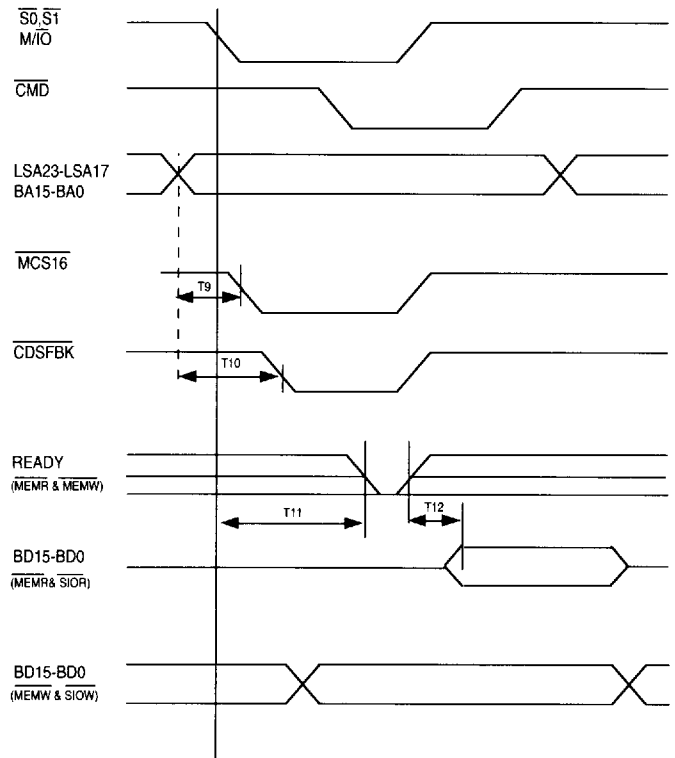 S0,S1
M/IO
CMD
LSA23-LSA17
BA15-BA0
MCS16
T9
CDSFBK
T10
READY
(MEMR & MEMW)
T11
T12
BD15-BD0
(MEMR& SIOR)
BD15-BD0
(MEMW & SIOW)